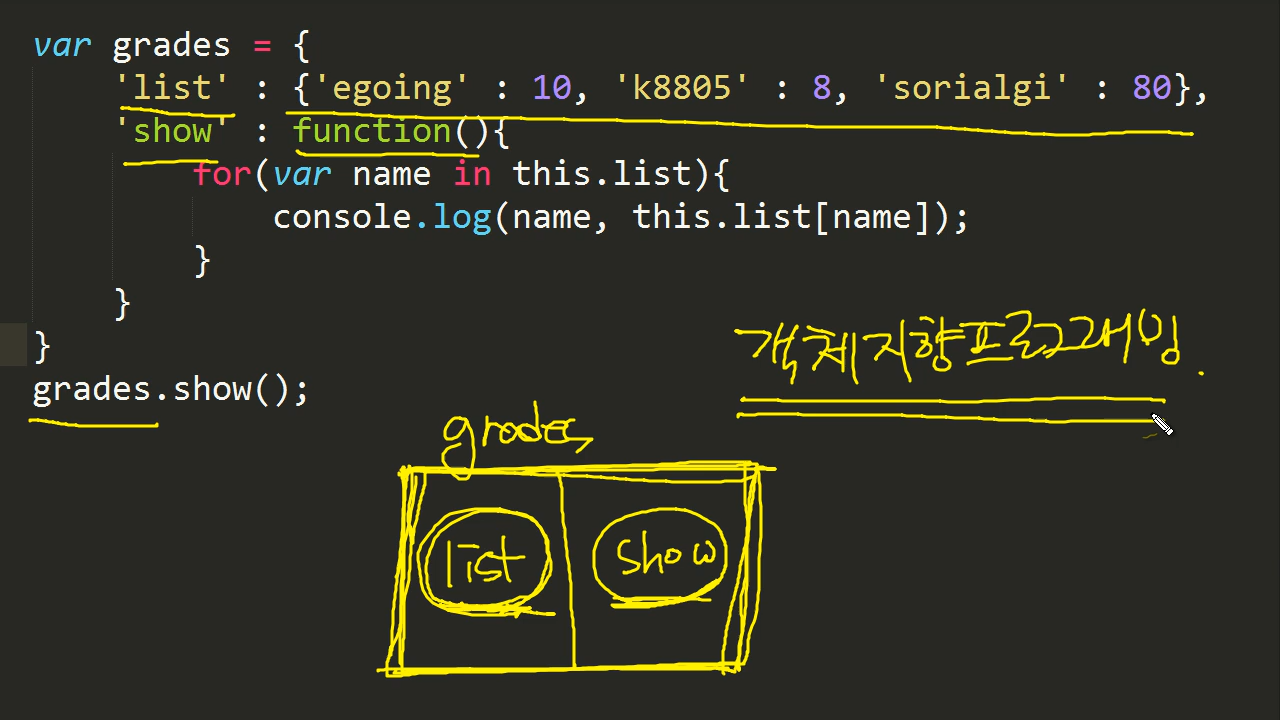 var grades = {
'list' : {'egoing' : 10, 'k8805' : 8, 'sorialgi' : 80},
'show' : function(){
for(var name in this.list){
console.log(name, this.list[name]);
}
}
}
grades.show();
객체지향프로그래밍.
grades
list
show